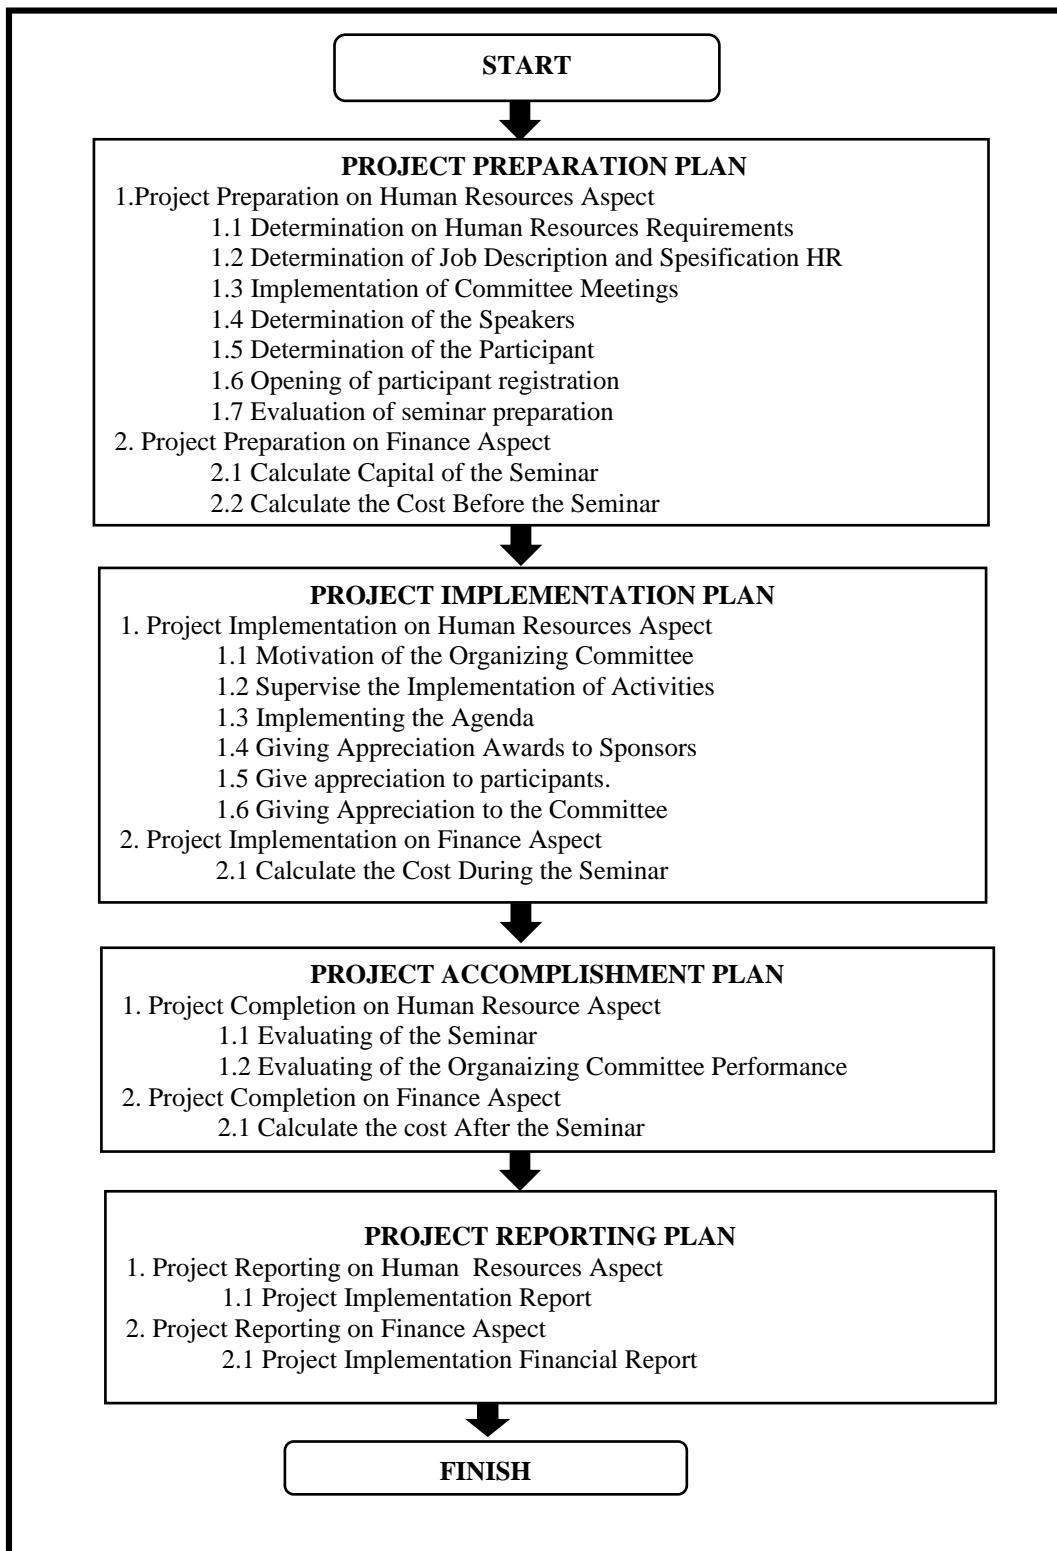 START
PROJECT PREPARATION PLAN
1.Project Preparation on Human Resources Aspect
1.1 Determination on Human Resources Requirements
1.2 Determination of Job Description and Spesification HR
1.3 Implementation of Committee Meetings
1.4 Determination of the Speakers
1.5 Determination of the Participant
1.6 Opening of participant registration
1.7 Evaluation of seminar preparation
2. Project Preparation on Finance Aspect
2.1 Calculate Capital of the Seminar
2.2 Calculate the Cost Before the Seminar
PROJECT IMPLEMENTATION PLAN
1. Project Implementation on Human Resources Aspect
1.1 Motivation of the Organizing Committee
1.2 Supervise the Implementation of Activities
1.3 Implementing the Agenda
1.4 Giving Appreciation Awards to Sponsors
1.5 Give appreciation to participants.
1.6 Giving Appreciation to the Committee
2. Project Implementation on Finance Aspect
2.1 Calculate the Cost During the Seminar
PROJECT ACCOMPLISHMENT PLAN
1. Project Completion on Human Resource Aspect
1.1 Evaluating of the Seminar
1.2 Evaluating of the Organaizing Committee Performance
2. Project Completion on Finance Aspect
2.1 Calculate the cost After the Seminar
PROJECT REPORTING PLAN
1. Project Reporting on Human  Resources Aspect
1.1 Project Implementation Report
2. Project Reporting on Finance Aspect
2.1 Project Implementation Financial Report
FINISH